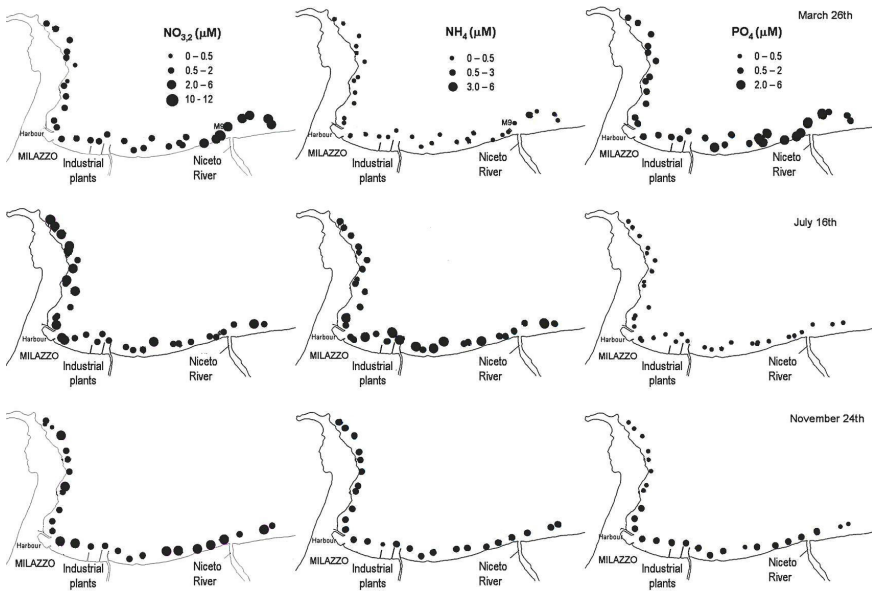 March 26th
NO3,2 (μM)
0 – 0.5
0.5 – 2
2.0 – 6
10 - 12
M9
Harbour
MILAZZO
Industrial
plants
Niceto
River
NH4 (μM)
0 – 0.5
0.5 – 3
3.0 – 6
M9
Harbour
MILAZZO
Industrial
plants
Niceto
River
PO4 (μM)
0 – 0.5
0.5 – 2
2.0 – 6
Harbour
MILAZZO
Industrial
plants
Niceto
River
July 16th
Harbour
MILAZZO
Industrial
plants
Niceto
River
Harbour
MILAZZO
Industrial
plants
Niceto
River
Harbour
MILAZZO
Industrial
plants
Niceto
River
November 24th
Harbour
MILAZZO
Industrial
plants
Niceto
River
Harbour
MILAZZO
Industrial
plants
Niceto
River
Harbour
MILAZZO
Industrial
plants
Niceto
River